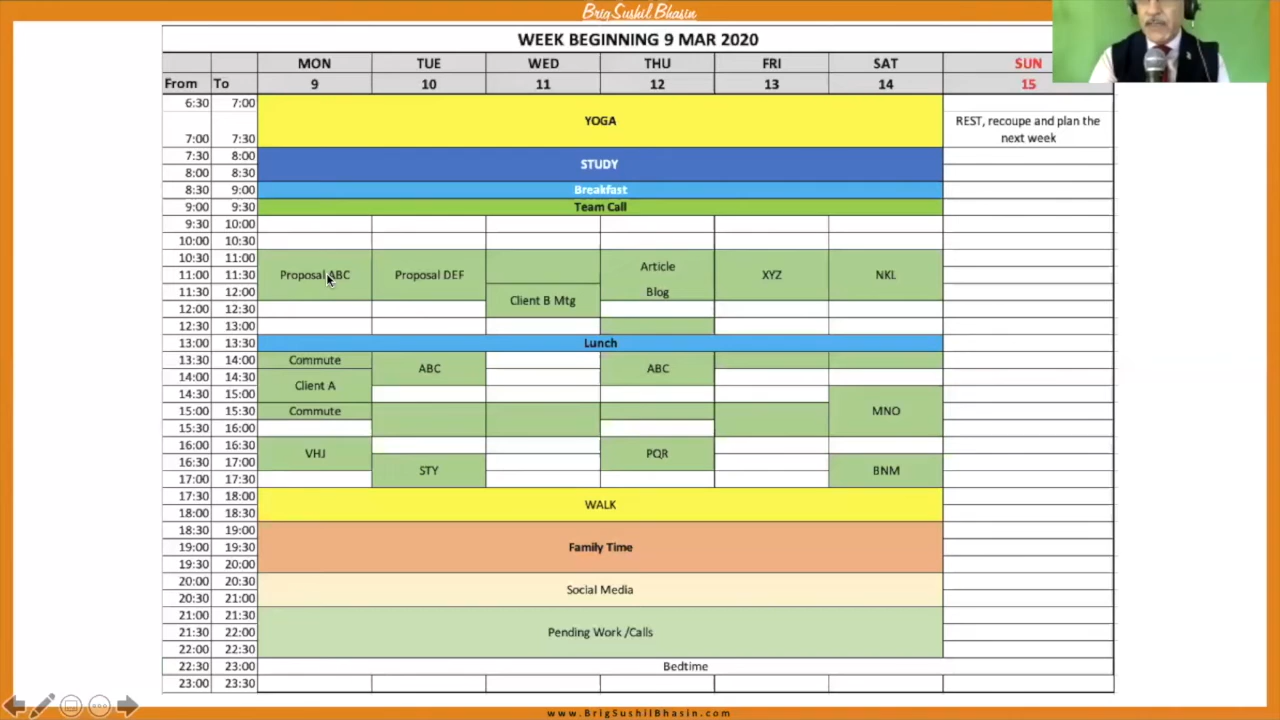 BrigSushil Bhasin
WEEK BEGINNING 9 MAR 2020
MON TUE WED THU FRI SAT SUN
From To 9 10 11 12 13 14 15
6:30 7:00
YOGA
REST, recoupe and plan the
next week
7:00 7:30
7:30 8:00
STUDY
8:00 8:30
8:30 9:00 Breakfast
9:00 9:30 Team Call
9:30 10:00
10:00 10:30
10:30 11:00
Article
11:00 11:30 Proposal ABC Proposal DEF XYZ NKL
11:30 12:00 Blog
Client B Mtg
12:00 12:30
12:30 13:00
13:00 13:30 Lunch
13:30 14:00 Commute
ABC ABC
14:00 14:30
Client A
14:30 15:00
15:00 15:30 Commute MNO
15:30 16:00
16:00 16:30
VHJ PQR
16:30 17:00
STY BNM
17:00 17:30
17:30 18:00
WALK
18:00 18:30
18:30 19:00
19:00 19:30 Family Time
19:30 20:00
20:00 20:30
Social Media
20:30 21:00
21:00 21:30
21:30 22:00 Pending Work /Calls
22:00 22:30
22:30 23:00 Bedtime
23:00 23:30
www.BrigSushilBhasin.com